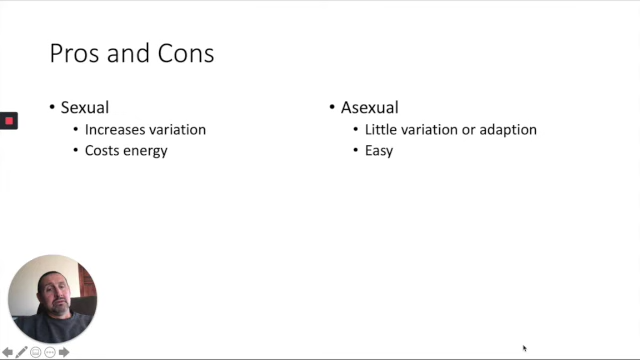 Pros and Cons
• Sexual
• Increases variation
• Costs energy
• Asexual
• Little variation or adaption
• Easy